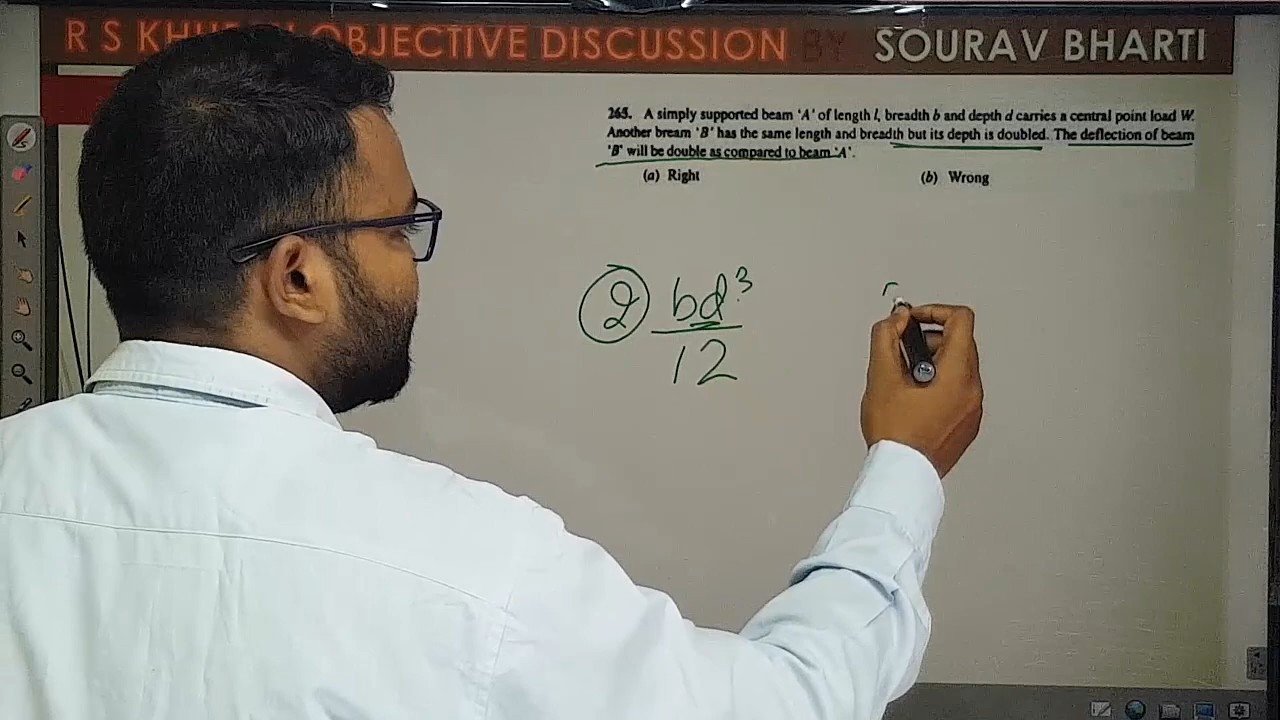 R S KH OBJECTIVE DISCUSSION BY SOURAV BHARTI
265. A simply supported beam 'A' of length l, breadth b and depth d carries a central point load W.
Another bream 'B' has the same length and breadth but its depth is doubled. The deflection of beam
'B' will be double as compared to beam 'A'.
(a) Right (b) Wrong
2 bd³
12